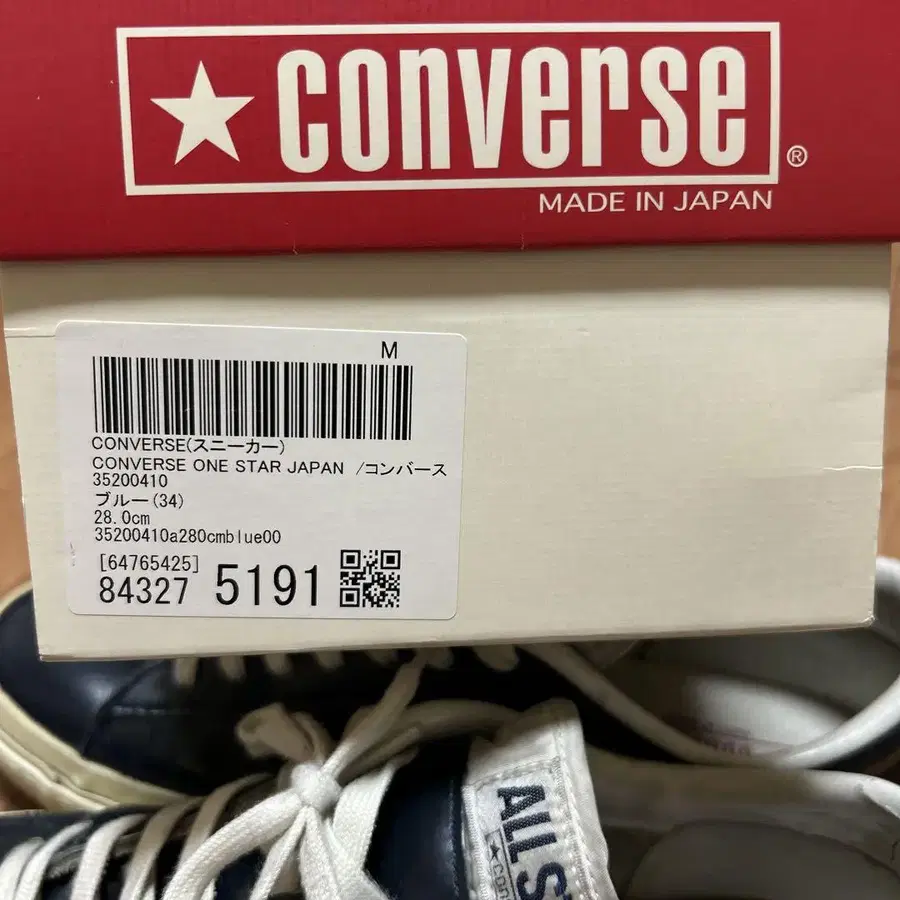 ★ CONVERSE ®
MADE IN JAPAN
M
CONVERSE(スニーカー)
CONVERSE ONE STAR JAPAN /コンバース
35200410
ブルー(34)
28.0cm
35200410a280cmblue00
[64765425]
84327 5191
ALL S
★ con